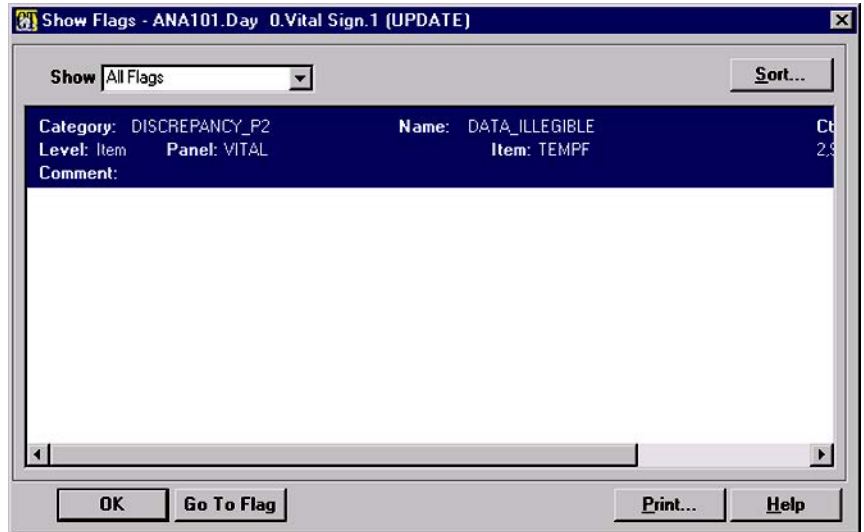 Show Flags - ANA101.Day 0.Vital Sign.1 (UPDATE)
Show All Flags Sort...
Category: DISCREPANCY_P2 Name: DATA_ILLEGIBLE
Level: Item Panel: VITAL Item: TEMPF
Comment:
OK Go To Flag Print... Help